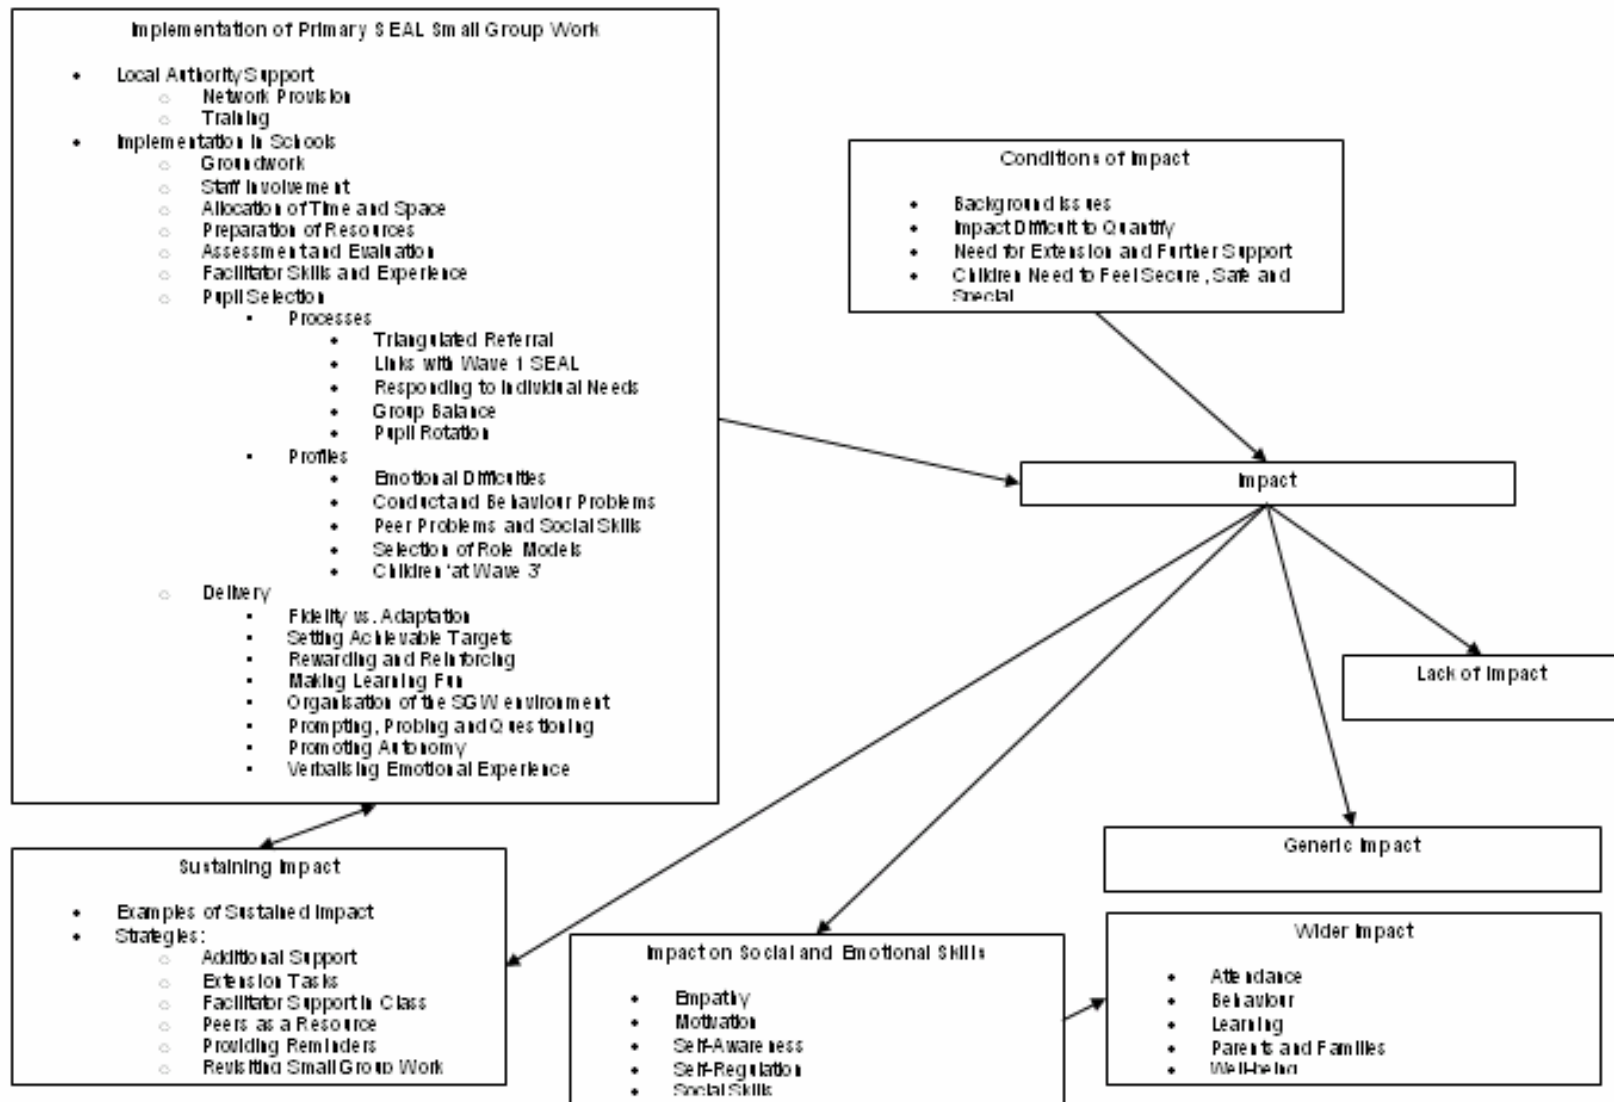 Implementation of Primary SEAL Small Group Work
• Local Authority Support
○ Network Provision
○ Training
• Implementation in Schools
○ Groundwork
○ Staff Involvement
○ Allocation of Time and Space
○ Preparation of Resources
○ Assessment and Evaluation
○ Facilitator Skills and Experience
○ Pupil Selection
▪ Processes
• Triangulated Referral
• Links with Wave 1 SEAL
• Responding to Individual Needs
• Group Balance
• Pupil Rotation
▪ Profiles
• Emotional Difficulties
• Conduct and Behaviour Problems
• Peer Problems and Social Skills
• Selection of Role Models
• Children ‘at Wave 3’
○ Delivery
▪ Fidelity vs. Adaptation
▪ Setting Achievable Targets
▪ Rewarding and Reinforcing
▪ Making Learning Fun
▪ Organisation of the SGW environment
▪ Prompting, Probing and Questioning
▪ Promoting Autonomy
▪ Verbalising Emotional Experience
Conditions of Impact
• Background Issues
• Impact Difficult to Quantify
• Need for Extension and Further Support
• Children Need to Feel Secure, Safe and
Special
Impact
Lack of Impact
Generic Impact
Sustaining Impact
• Examples of Sustained Impact
• Strategies:
○ Additional Support
○ Extension Tasks
○ Facilitator Support in Class
○ Peers as a Resource
○ Providing Reminders
○ Revisiting Small Group Work
Impact on Social and Emotional Skills
• Empathy
• Motivation
• Self-Awareness
• Self-Regulation
• Social Skills
Wider Impact
• Attendance
• Behaviour
• Learning
• Parents and Families
• Well-being